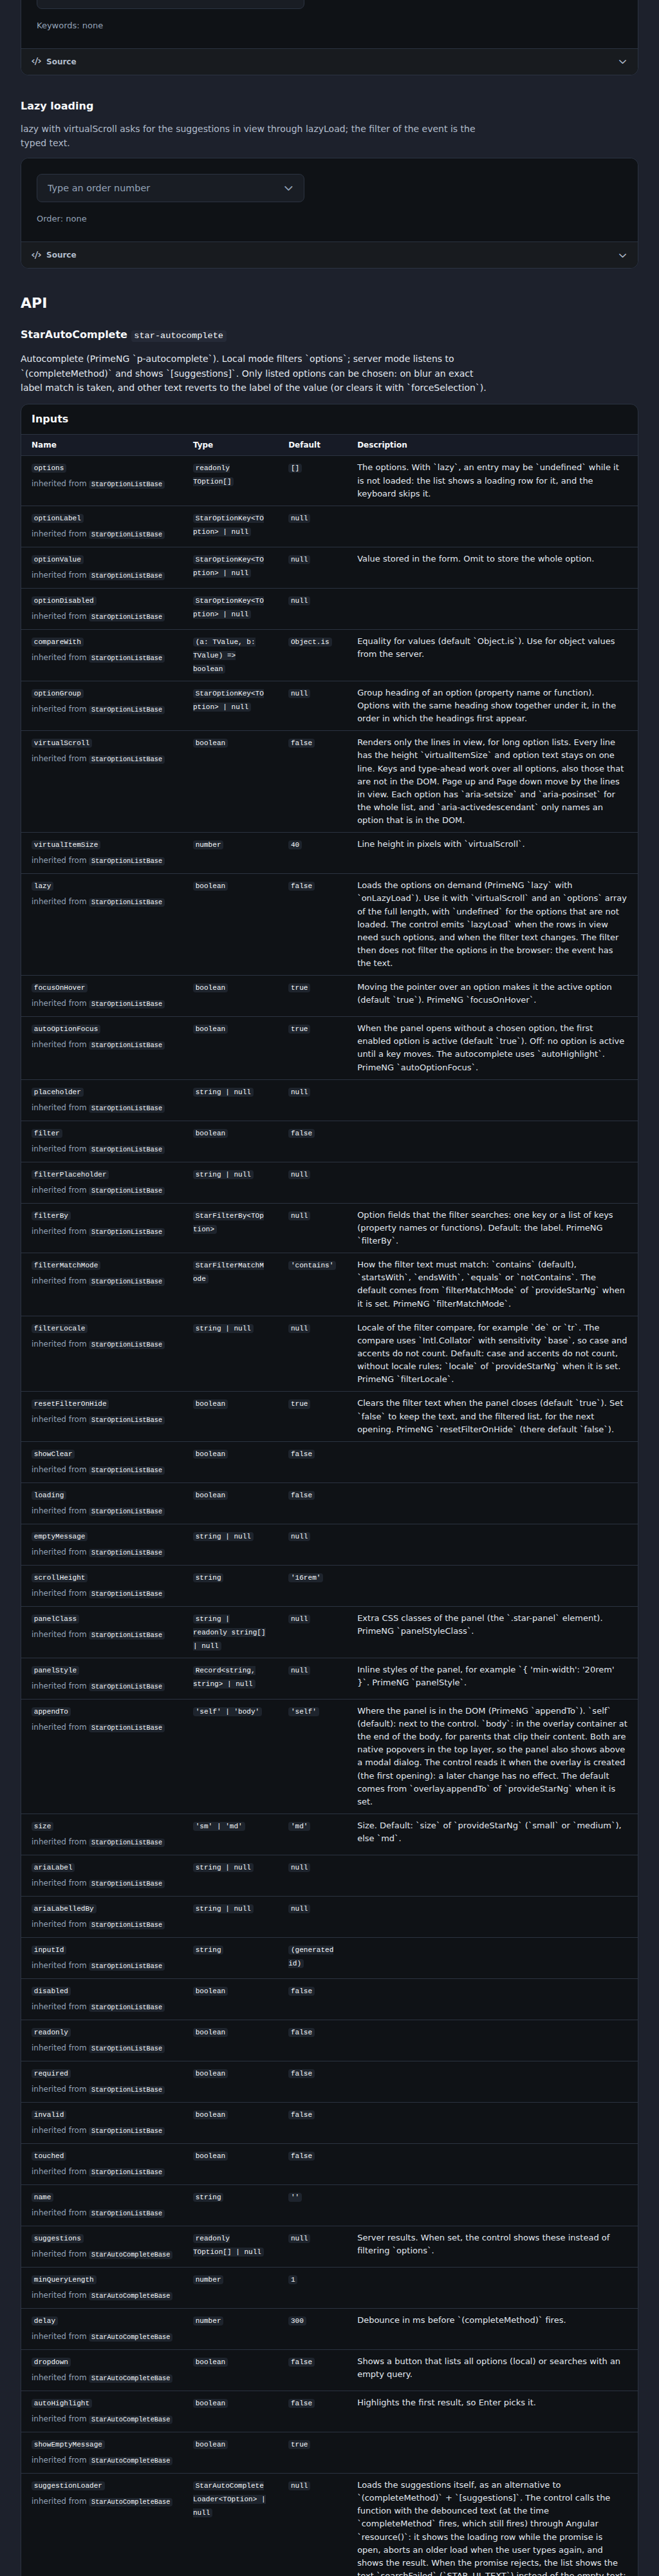 Keywords: none
Source
Lazy loading
lazy with virtualScroll asks for the suggestions in view through lazyLoad; the filter of the event is the
typed text.
Type an order number
Order: none
Source
API
StarAutoComplete star-autocomplete
Autocomplete (PrimeNG `p-autocomplete`). Local mode filters `options`; server mode listens to
`(completeMethod)` and shows `[suggestions]`. Only listed options can be chosen: on blur an exact
label match is taken, and other text reverts to the label of the value (or clears it with `forceSelection`).
Inputs
Name Type Default Description
options readonly [] The options. With `lazy`, an entry may be `undefined` while it
inherited from StarOptionListBase TOption[] is not loaded: the list shows a loading row for it, and the
keyboard skips it.
optionLabel StarOptionKey<TO null
inherited from StarOptionListBase ption> | null
optionValue StarOptionKey<TO null Value stored in the form. Omit to store the whole option.
inherited from StarOptionListBase ption> | null
optionDisabled StarOptionKey<TO null
inherited from StarOptionListBase ption> | null
compareWith (a: TValue, b: Object.is Equality for values (default `Object.is`). Use for object values
inherited from StarOptionListBase TValue) => from the server.
boolean
optionGroup StarOptionKey<TO null Group heading of an option (property name or function).
inherited from StarOptionListBase ption> | null Options with the same heading show together under it, in the
order in which the headings first appear.
virtualScroll boolean false Renders only the lines in view, for long option lists. Every line
inherited from StarOptionListBase has the height `virtualItemSize` and option text stays on one
line. Keys and type-ahead work over all options, also those that
are not in the DOM. Page up and Page down move by the lines
in view. Each option has `aria-setsize` and `aria-posinset` for
the whole list, and `aria-activedescendant` only names an
option that is in the DOM.
virtualItemSize number 40 Line height in pixels with `virtualScroll`.
inherited from StarOptionListBase
lazy boolean false Loads the options on demand (PrimeNG `lazy` with
inherited from StarOptionListBase `onLazyLoad`). Use it with `virtualScroll` and an `options` array
of the full length, with `undefined` for the options that are not
loaded. The control emits `lazyLoad` when the rows in view
need such options, and when the filter text changes. The filter
then does not filter the options in the browser: the event has
the text.
focusOnHover boolean true Moving the pointer over an option makes it the active option
inherited from StarOptionListBase (default `true`). PrimeNG `focusOnHover`.
autoOptionFocus boolean true When the panel opens without a chosen option, the first
inherited from StarOptionListBase enabled option is active (default `true`). Off: no option is active
until a key moves. The autocomplete uses `autoHighlight`.
PrimeNG `autoOptionFocus`.
placeholder string | null null
inherited from StarOptionListBase
filter boolean false
inherited from StarOptionListBase
filterPlaceholder string | null null
inherited from StarOptionListBase
filterBy StarFilterBy<TOp null Option fields that the filter searches: one key or a list of keys
inherited from StarOptionListBase tion> (property names or functions). Default: the label. PrimeNG
`filterBy`.
filterMatchMode StarFilterMatchM 'contains' How the filter text must match: `contains` (default),
inherited from StarOptionListBase ode `startsWith`, `endsWith`, `equals` or `notContains`. The
default comes from `filterMatchMode` of `provideStarNg` when
it is set. PrimeNG `filterMatchMode`.
filterLocale string | null null Locale of the filter compare, for example `de` or `tr`. The
inherited from StarOptionListBase compare uses `Intl.Collator` with sensitivity `base`, so case and
accents do not count. Default: case and accents do not count,
without locale rules; `locale` of `provideStarNg` when it is set.
PrimeNG `filterLocale`.
resetFilterOnHide boolean true Clears the filter text when the panel closes (default `true`). Set
inherited from StarOptionListBase `false` to keep the text, and the filtered list, for the next
opening. PrimeNG `resetFilterOnHide` (there default `false`).
showClear boolean false
inherited from StarOptionListBase
loading boolean false
inherited from StarOptionListBase
emptyMessage string | null null
inherited from StarOptionListBase
scrollHeight string '16rem'
inherited from StarOptionListBase
panelClass string | null Extra CSS classes of the panel (the `.star-panel` element).
inherited from StarOptionListBase readonly string[] PrimeNG `panelStyleClass`.
| null
panelStyle Record<string, null Inline styles of the panel, for example `{ 'min-width': '20rem'
inherited from StarOptionListBase string> | null }`. PrimeNG `panelStyle`.
appendTo 'self' | 'body' 'self' Where the panel is in the DOM (PrimeNG `appendTo`). `self`
inherited from StarOptionListBase (default): next to the control. `body`: in the overlay container at
the end of the body, for parents that clip their content. Both are
native popovers in the top layer, so the panel also shows above
a modal dialog. The control reads it when the overlay is created
(the first opening): a later change has no effect. The default
comes from `overlay.appendTo` of `provideStarNg` when it is
set.
size 'sm' | 'md' 'md' Size. Default: `size` of `provideStarNg` (`small` or `medium`),
inherited from StarOptionListBase else `md`.
ariaLabel string | null null
inherited from StarOptionListBase
ariaLabelledBy string | null null
inherited from StarOptionListBase
inputId string (generated
inherited from StarOptionListBase id)
disabled boolean false
inherited from StarOptionListBase
readonly boolean false
inherited from StarOptionListBase
required boolean false
inherited from StarOptionListBase
invalid boolean false
inherited from StarOptionListBase
touched boolean false
inherited from StarOptionListBase
name string ''
inherited from StarOptionListBase
suggestions readonly null Server results. When set, the control shows these instead of
inherited from StarAutoCompleteBase TOption[] | null filtering `options`.
minQueryLength number 1
inherited from StarAutoCompleteBase
delay number 300 Debounce in ms before `(completeMethod)` fires.
inherited from StarAutoCompleteBase
dropdown boolean false Shows a button that lists all options (local) or searches with an
inherited from StarAutoCompleteBase empty query.
autoHighlight boolean false Highlights the first result, so Enter picks it.
inherited from StarAutoCompleteBase
showEmptyMessage boolean true
inherited from StarAutoCompleteBase
suggestionLoader StarAutoComplete null Loads the suggestions itself, as an alternative to
inherited from StarAutoCompleteBase Loader<TOption> | `(completeMethod)` + `[suggestions]`. The control calls the
null function with the debounced text (at the time
`completeMethod` fires, which still fires) through Angular
`resource()`: it shows the loading row while the promise is
open, aborts an older load when the user types again, and
shows the result. When the promise rejects, the list shows the
text `searchFailed` (`STAR_UI_TEXT`) instead of the empty text;